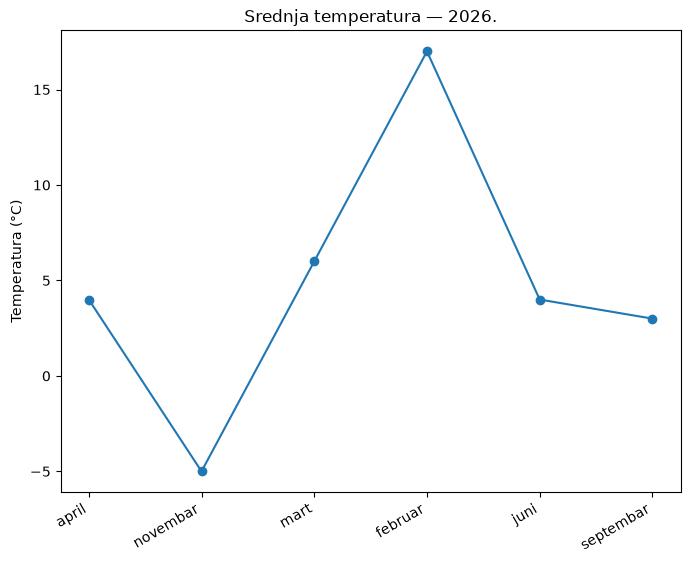 Srednja temperatura — 2026.
Temperatura (°C)
15
10
5
0
−5
april
novembar
mart
februar
juni
septembar